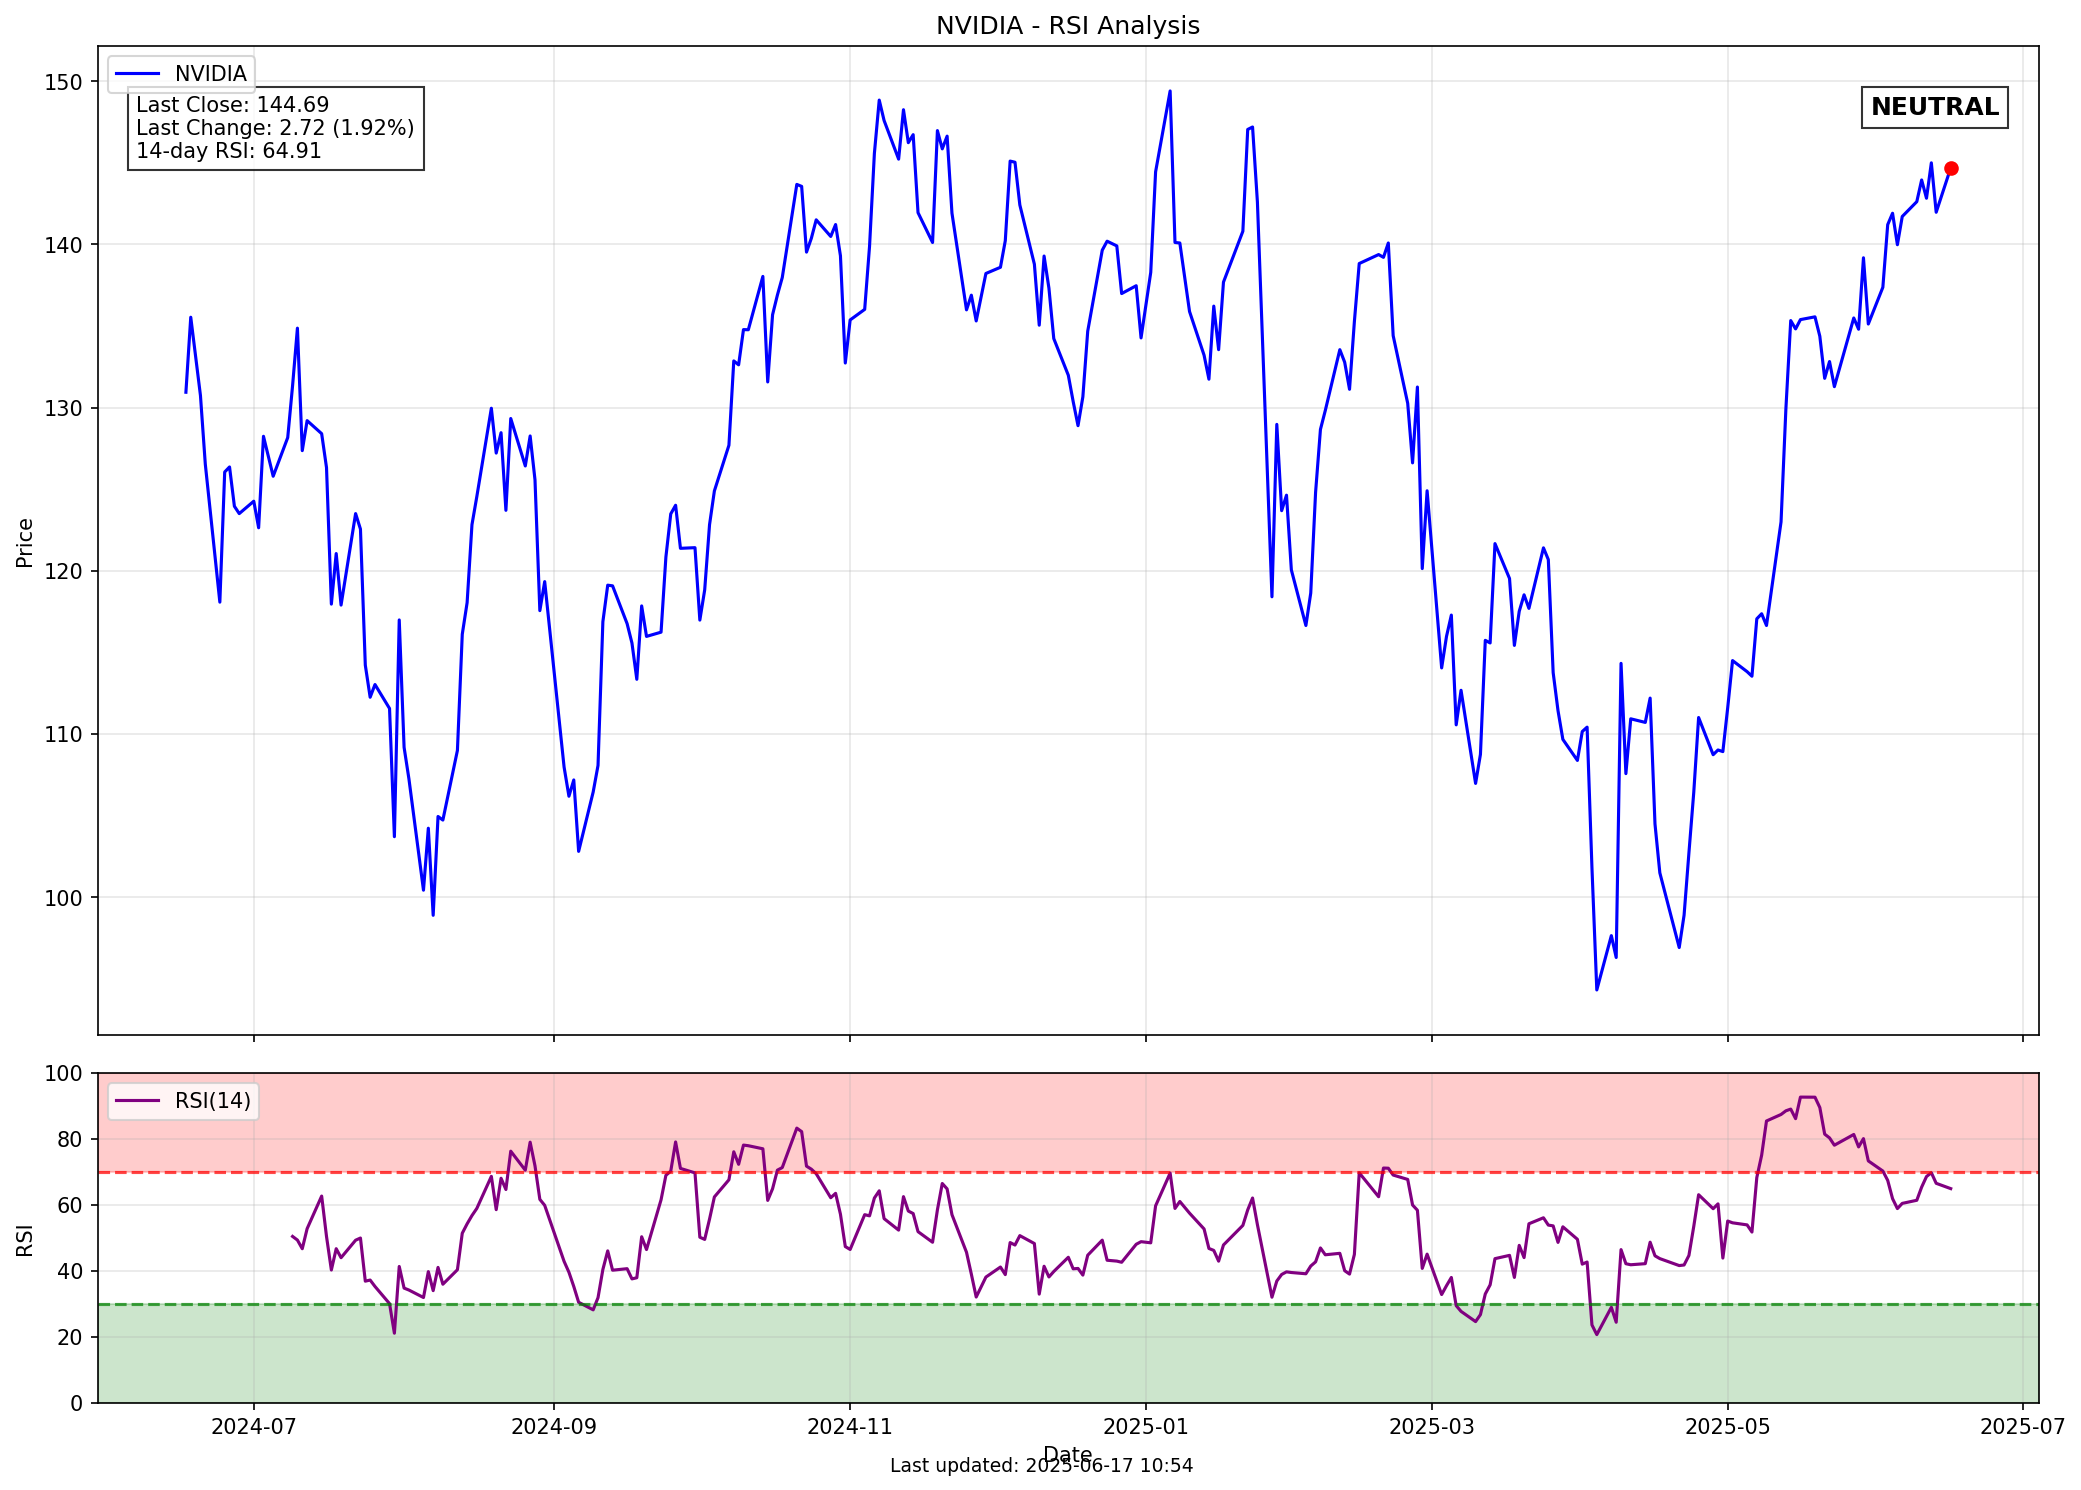 NVIDIA - RSI Analysis
NVIDIA
Last Close: 144.69
Last Change: 2.72 (1.92%)
14-day RSI: 64.91
NEUTRAL
Price
150
140
130
120
110
100
RSI(14)
RSI
100
80
60
40
20
0
2024-07
2024-09
2024-11
2025-01
2025-03
2025-05
2025-07
Date
Last updated: 2025-06-17 10:54